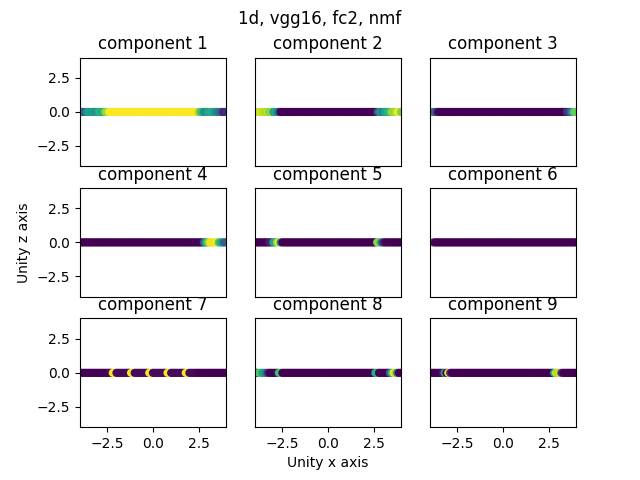 1d, vgg16, fc2, nmf
component 1
component 2
component 3
2.5
0.0
−2.5
component 4
component 5
component 6
2.5
0.0
−2.5
Unity z axis
component 7
component 8
component 9
2.5
0.0
−2.5
−2.5 0.0 2.5
−2.5 0.0 2.5
−2.5 0.0 2.5
Unity x axis